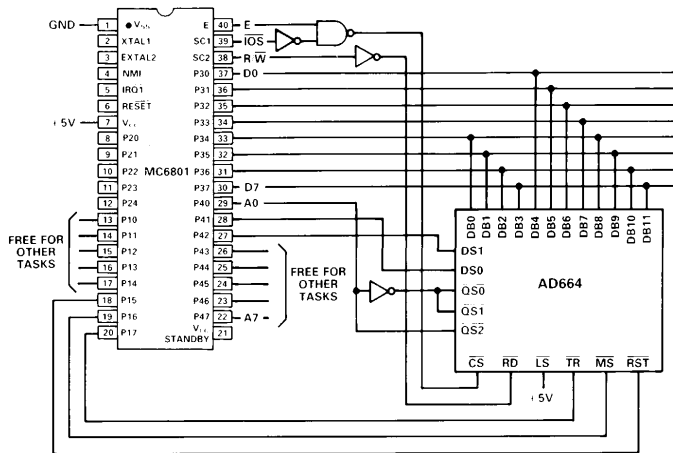 GND 1 ● VSS E 40 E
2 XTAL1 SC1 39 IOS
3 EXTAL2 SC2 38 R/W
4 NMI P30 37 D0
5 IRQ1 P31 36
6 RESET P32 35
+5V 7 VCC P33 34
8 P20 P34 33
9 P21 P35 32
10 P22 MC6801 P36 31
11 P23 P37 30 D7
12 P24 P40 29 A0
13 P10 P41 28
14 P11 P42 27
15 P12 P43 26
16 P13 P44 25
17 P14 P45 24
18 P15 P46 23
19 P16 P47 22 A7
20 P17 VCC STANDBY 21
FREE FOR
OTHER
TASKS
FREE FOR
OTHER
TASKS
DB0 DB1 DB2 DB3 DB4 DB5 DB6 DB7 DB8 DB9 DB10 DB11
DS1
DS0
QS0
QS1
QS2
AD664
CS RD LS TR MS RST
+5V